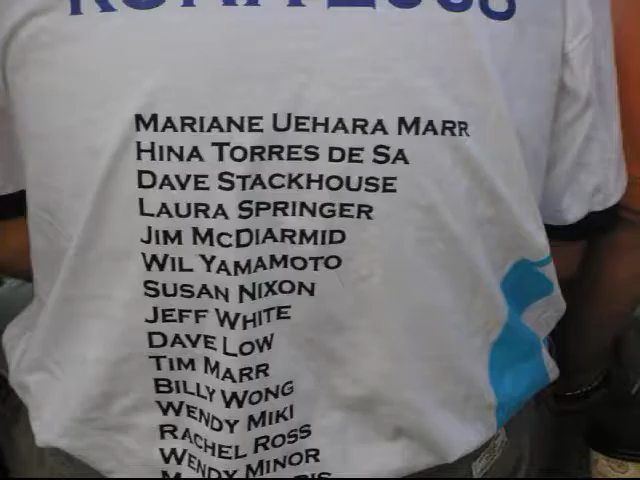 MARIANE UEHARA MARR
HINA TORRES DE SA
DAVE STACKHOUSE
LAURA SPRINGER
JIM MCDIARMID
WIL YAMAMOTO
SUSAN NIXON
JEFF WHITE
DAVE LOW
TIM MARR
BILLY WONG
WENDY MIKI
RACHEL ROSS
WENDY MINOR